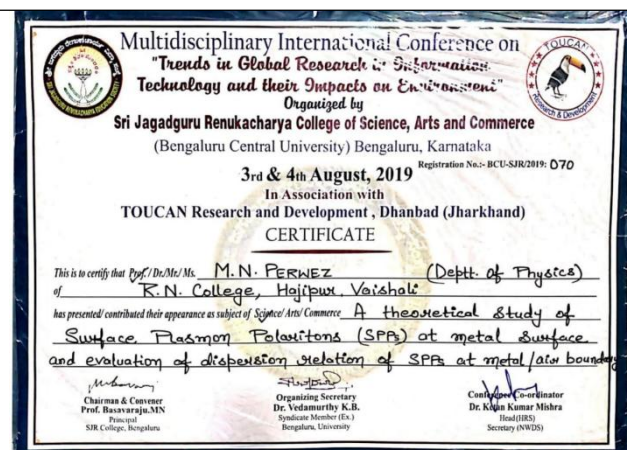 Multidisciplinary International Conference on
"Trends in Global Research in Information
Technology and their Impacts on Environment"
Organized by
Sri Jagadguru Renukacharya College of Science, Arts and Commerce
(Bengaluru Central University) Bengaluru, Karnataka
Registration No.:- BCU-SJR/2019: 070
3rd & 4th August, 2019
In Association with
TOUCAN Research and Development , Dhanbad (Jharkhand)
CERTIFICATE
This is to certify that Prof./ Dr./Mr./ Ms. M.N. PERWEZ (Deptt. of Physics)
of R.N. College, Hajipur, Vaishali
has presented/ contributed their appearance as subject of Science/ Arts/ Commerce A theoretical study of
Surface Plasmon Polaritons (SPPs) at metal surface
and evaluation of dispersion relation of SPPs at metal/air boundary
Chairman & Convener
Prof. Basavaraju.MN
Principal
SJR College, Bengaluru
Organizing Secretary
Dr. Vedamurthy K.B.
Syndicate Member (Ex.)
Bengaluru, University
Conference Co-ordinator
Dr. Ketan Kumar Mishra
Head(HRS)
Secretary (NWDS)
TOUCAN
Research & Development